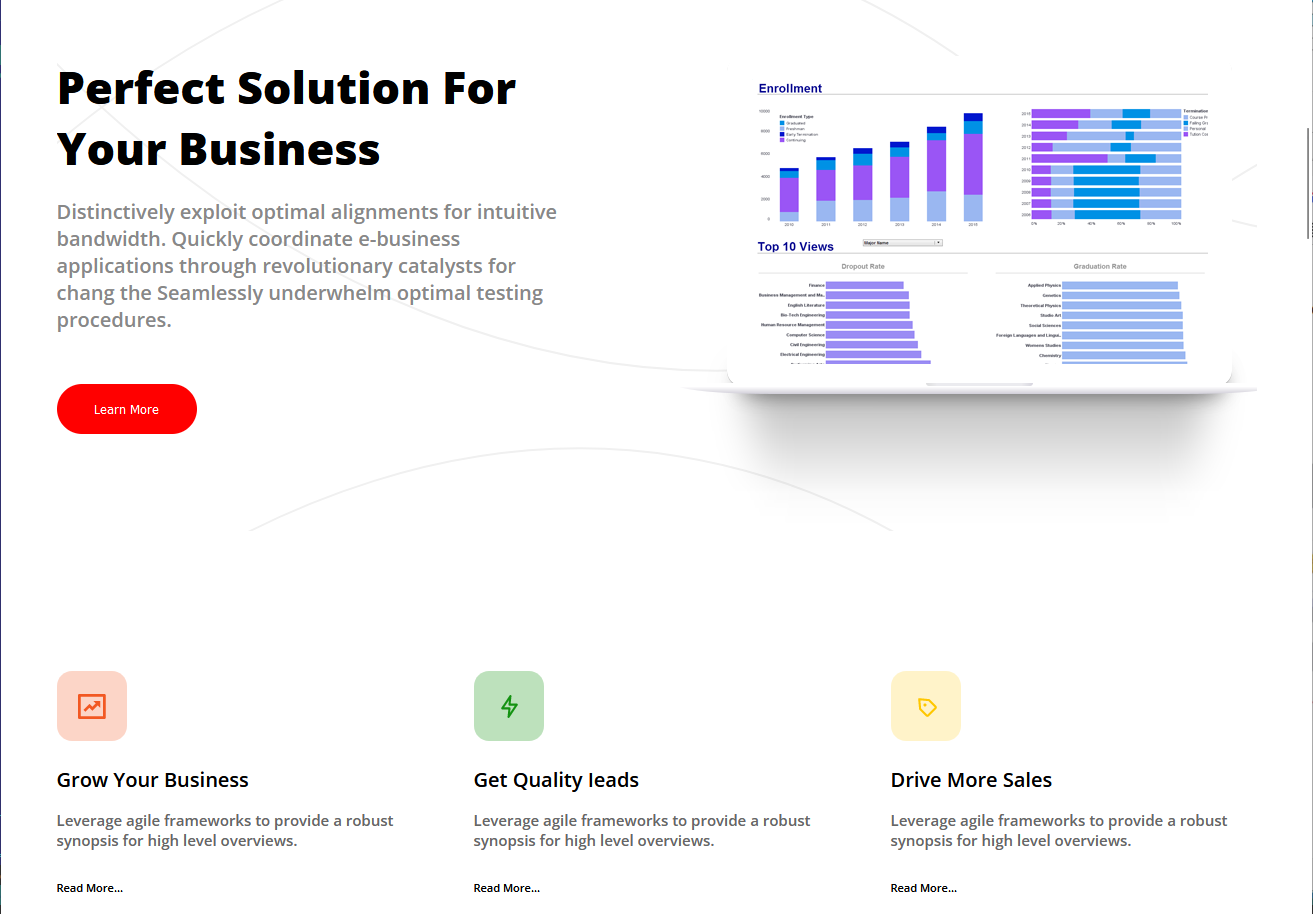 Perfect Solution For
Your Business
Distinctively exploit optimal alignments for intuitive
bandwidth. Quickly coordinate e-business
applications through revolutionary catalysts for
chang the Seamlessly underwhelm optimal testing
procedures.
Learn More
Enrollment
10000
8000
6000
4000
2000
0
Enrollment Type
Graduated
Freshman
Early Termination
Continuing
2010 2011 2012 2013 2014 2015
2015
2014
2013
2012
2011
2010
2009
2008
2007
2006
0% 20% 40% 60% 80% 100%
Termination
Course Fi
Failing Gr
Personal
Tuition Co
Top 10 Views
Major Name
Dropout Rate
Finance
Business Management and Ma..
English Literature
Bio-Tech Engineering
Human Resource Management
Computer Science
Civil Engineering
Electrical Engineering
Graduation Rate
Applied Physics
Genetics
Theoretical Physics
Studio Art
Social Sciences
Foreign Languages and Lingui..
Womens Studies
Chemistry
Grow Your Business
Leverage agile frameworks to provide a robust
synopsis for high level overviews.
Read More...
Get Quality Ieads
Leverage agile frameworks to provide a robust
synopsis for high level overviews.
Read More...
Drive More Sales
Leverage agile frameworks to provide a robust
synopsis for high level overviews.
Read More...